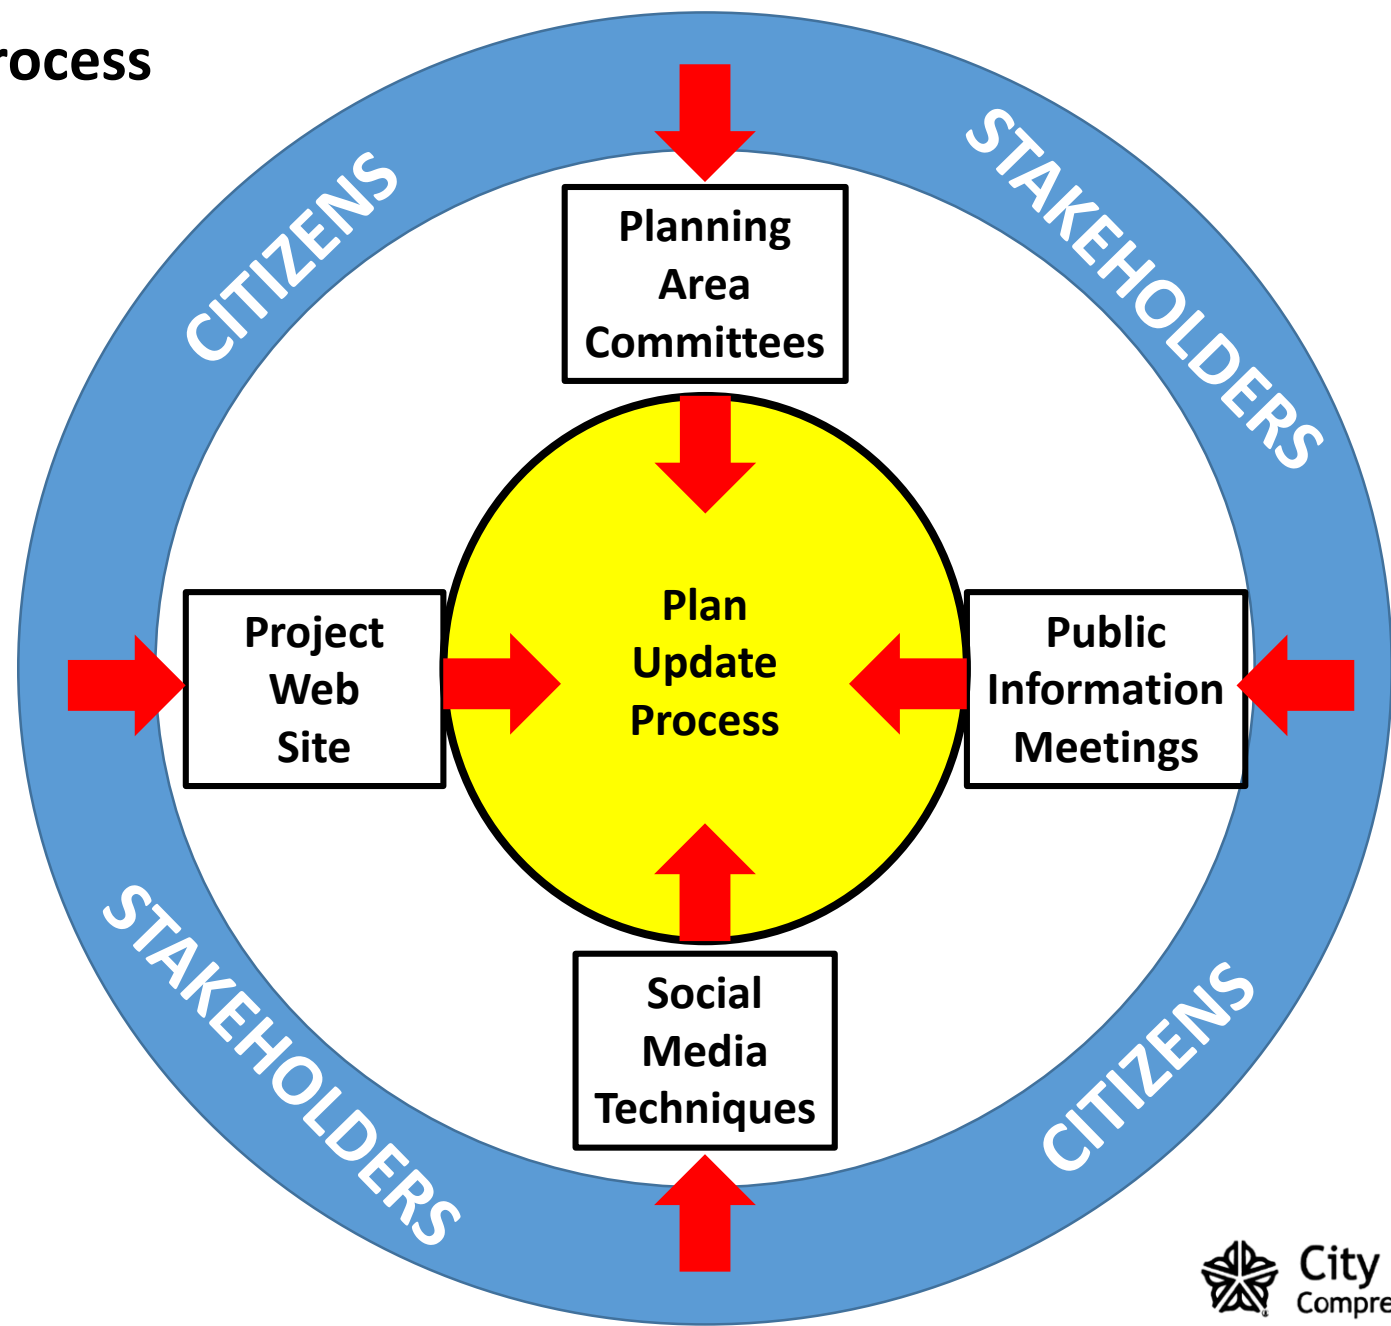 rocess
CITIZENS
STAKEHOLDERS
Planning
Area
Committees
Project
Web
Site
Plan
Update
Process
Public
Information
Meetings
Social
Media
Techniques
STAKEHOLDERS
CITIZENS
City
Compre